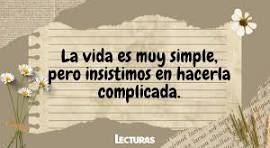 La vida es muy simple,
pero insistimos en hacerla
complicada.
LECTURAS